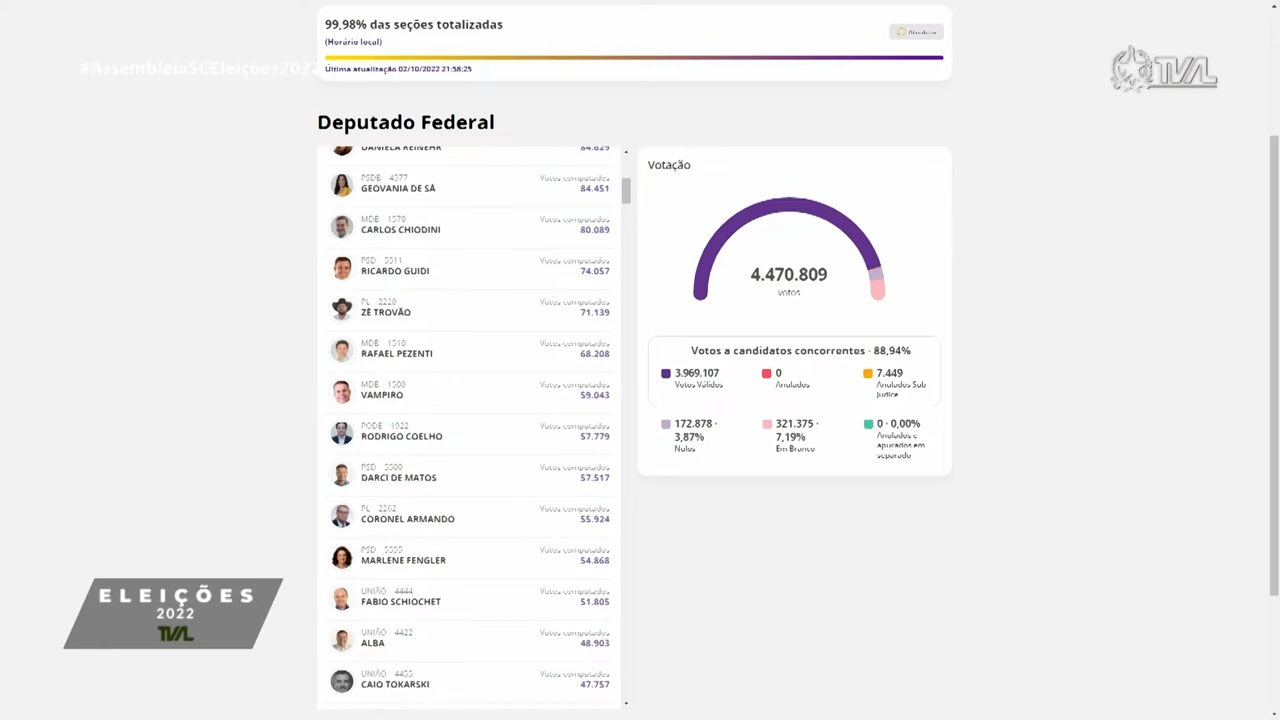 99,98% das seções totalizadas
(Horário local)
Atualizar
#AssembleiaSCEleições2022
Última atualização 02/10/2022 21:58:25
TVAL
Deputado Federal
DANIELA REINEHR
84.629
PSDB 4577
Votos computados
GEOVANIA DE SÁ
84.451
MDB 1570
Votos computados
CARLOS CHIODINI
80.089
PSD 5511
Votos computados
RICARDO GUIDI
74.057
PL 2220
Votos computados
ZÉ TROVÃO
71.139
MDB 1510
Votos computados
RAFAEL PEZENTI
68.208
MDB 1500
Votos computados
VAMPIRO
59.043
PODE 1922
Votos computados
RODRIGO COELHO
57.779
PSD 5500
Votos computados
DARCI DE MATOS
57.517
PL 2262
Votos computados
CORONEL ARMANDO
55.924
PSD 5555
Votos computados
MARLENE FENGLER
54.868
UNIÃO 4444
Votos computados
FABIO SCHIOCHET
51.805
UNIÃO 4422
Votos computados
ALBA
48.903
UNIÃO 4455
Votos computados
CAIO TOKARSKI
47.757
Votação
4.470.809
votos
Votos a candidatos concorrentes · 88,94%
3.969.107
Votos Válidos
0
Anulados
7.449
Anulados Sub
Judice
172.878 ·
3,87%
Nulos
321.375 ·
7,19%
Em Branco
0 · 0,00%
Anulados e
apurados em
separado
ELEIÇÕES
2022
TVAL